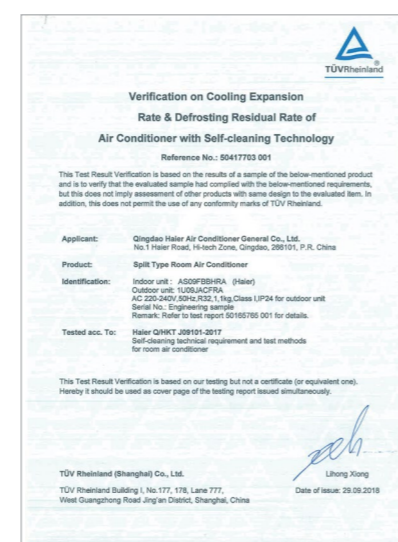 TÜVRheinland®
Verification on Cooling Expansion
Rate & Defrosting Residual Rate of
Air Conditioner with Self-cleaning Technology
Reference No.: 50417703 001
This Test Result Verification is based on the results of a sample of the below-mentioned product
and is to verify that the evaluated sample had complied with the below-mentioned requirements,
but this does not imply assessment of other products with same design to the evaluated item. In
addition, this does not permit the use of any conformity marks of TÜV Rheinland.
Applicant: Qingdao Haier Air Conditioner General Co., Ltd.
No.1 Haier Road, Hi-tech Zone, Qingdao, 266101, P.R. China
Product: Split Type Room Air Conditioner
Identification: Indoor unit : AS09FBBHRA (Haier)
Outdoor unit: 1U09JACFRA
AC 220-240V,50Hz,R32,1,1kg,Class I,IP24 for outdoor unit
Serial No.: Engineering sample
Remark: Refer to test report 50165765 001 for details.
Tested acc. To: Haier Q/HKT J09101-2017
Self-cleaning technical requirement and test methods
for room air conditioner
This Test Result Verification is based on our testing but not a certificate (or equivalent one).
Hereby it should be used as cover page of the testing report issued simultaneously.
TÜV Rheinland (Shanghai) Co., Ltd.
Lihong Xiong
TÜV Rheinland Building I, No.177, 178, Lane 777,
Date of issue: 29.09.2018
West Guangzhong Road Jing'an District, Shanghai, China